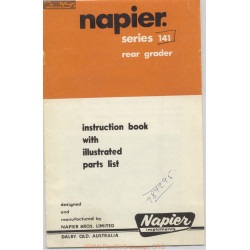 napier.
series 141
rear grader
instruction book
with
illustrated
parts list
designed
and
manufactured by
NAPIER BROS. LIMITED
DALBY, QLD. AUSTRALIA
Napier